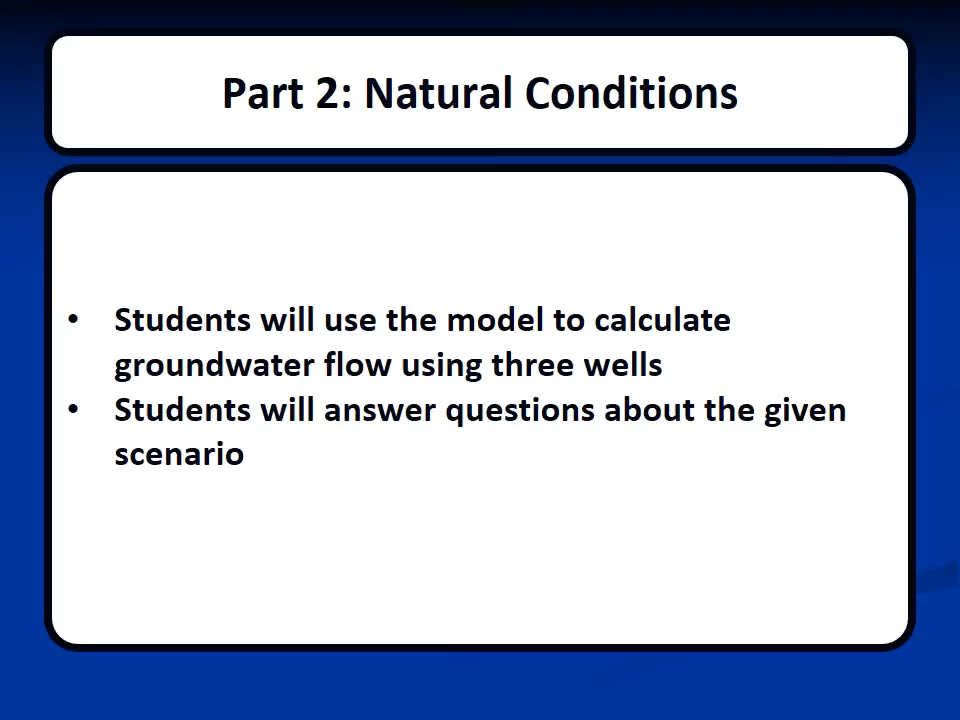 Part 2: Natural Conditions
• Students will use the model to calculate
groundwater flow using three wells
• Students will answer questions about the given
scenario